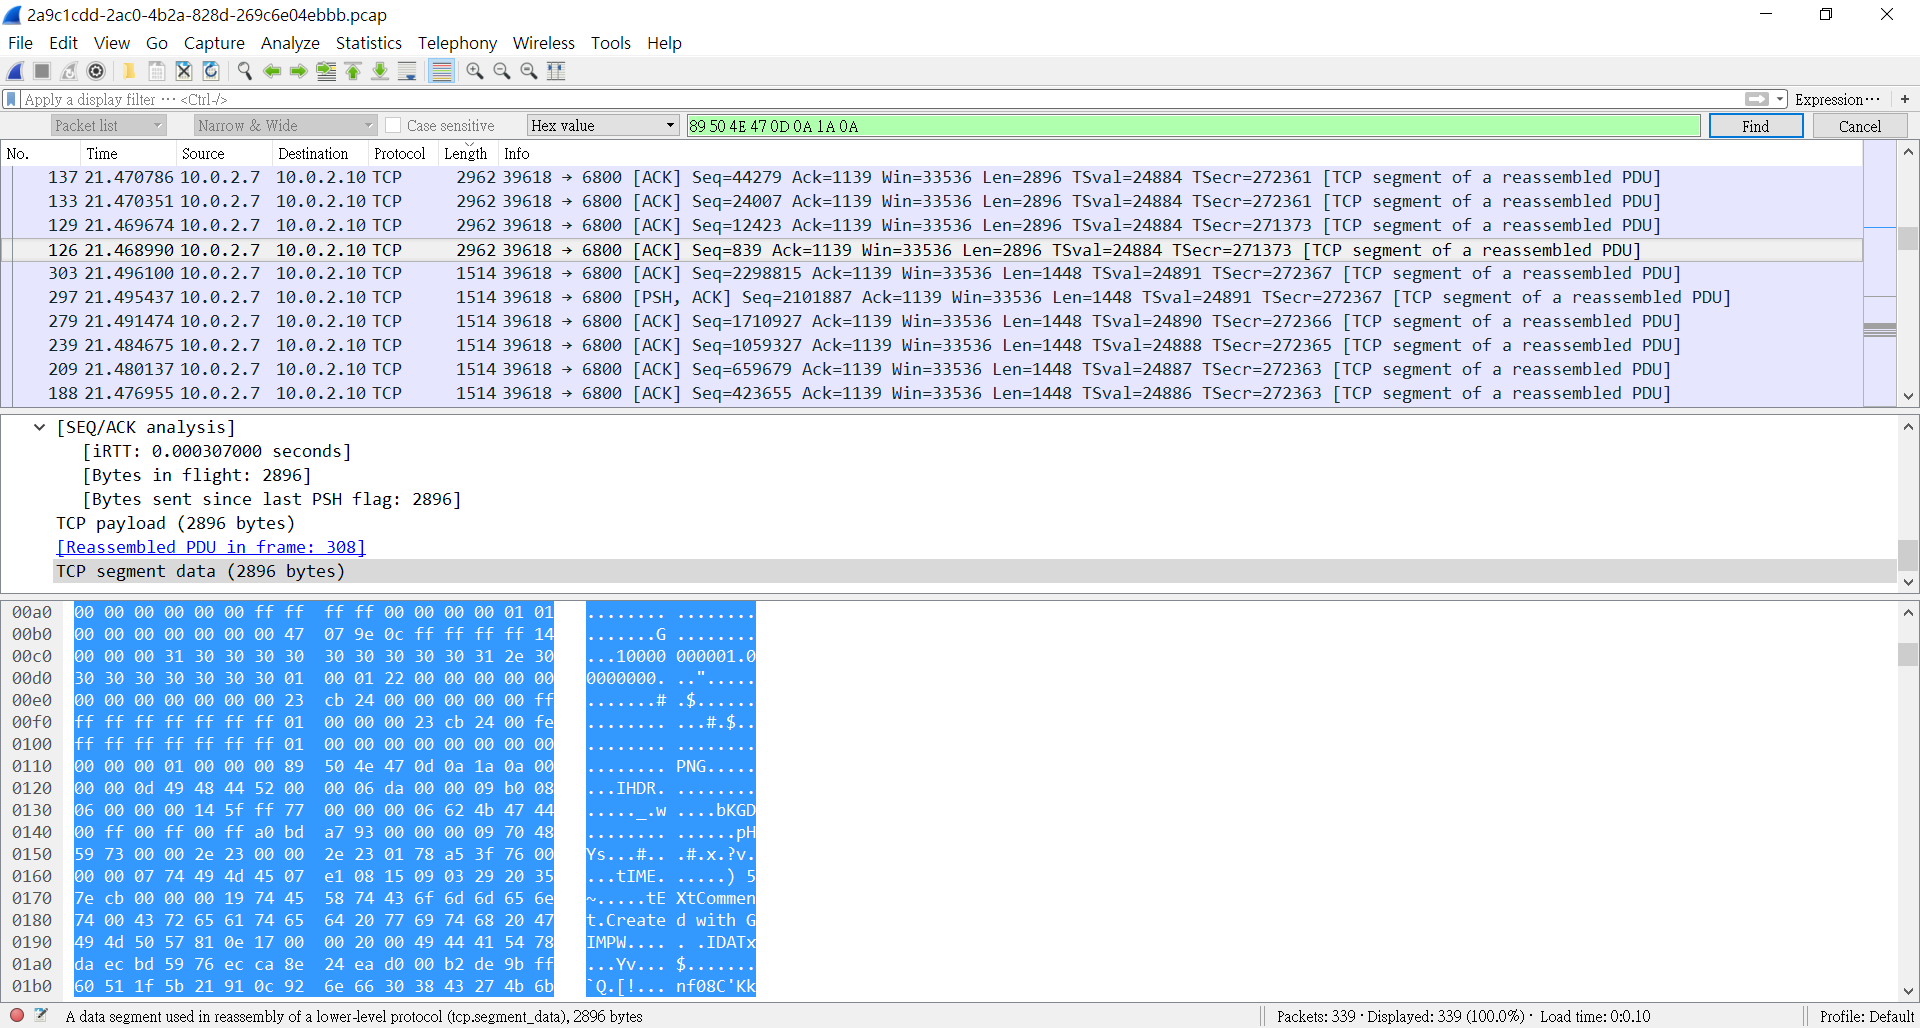 2a9c1cdd-2ac0-4b2a-828d-269c6e04ebbb.pcap
File Edit View Go Capture Analyze Statistics Telephony Wireless Tools Help
Apply a display filter ··· <Ctrl-/> Expression··· +
Packet list Narrow & Wide Case sensitive Hex value 89 50 4E 47 0D 0A 1A 0A Find Cancel
No. Time Source Destination Protocol Length Info
137 21.470786 10.0.2.7 10.0.2.10 TCP 2962 39618 → 6800 [ACK] Seq=44279 Ack=1139 Win=33536 Len=2896 TSval=24884 TSecr=272361 [TCP segment of a reassembled PDU]
133 21.470351 10.0.2.7 10.0.2.10 TCP 2962 39618 → 6800 [ACK] Seq=24007 Ack=1139 Win=33536 Len=2896 TSval=24884 TSecr=272361 [TCP segment of a reassembled PDU]
129 21.469674 10.0.2.7 10.0.2.10 TCP 2962 39618 → 6800 [ACK] Seq=12423 Ack=1139 Win=33536 Len=2896 TSval=24884 TSecr=271373 [TCP segment of a reassembled PDU]
126 21.468990 10.0.2.7 10.0.2.10 TCP 2962 39618 → 6800 [ACK] Seq=839 Ack=1139 Win=33536 Len=2896 TSval=24884 TSecr=271373 [TCP segment of a reassembled PDU]
303 21.496100 10.0.2.7 10.0.2.10 TCP 1514 39618 → 6800 [ACK] Seq=2298815 Ack=1139 Win=33536 Len=1448 TSval=24891 TSecr=272367 [TCP segment of a reassembled PDU]
297 21.495437 10.0.2.7 10.0.2.10 TCP 1514 39618 → 6800 [PSH, ACK] Seq=2101887 Ack=1139 Win=33536 Len=1448 TSval=24891 TSecr=272367 [TCP segment of a reassembled PDU]
279 21.491474 10.0.2.7 10.0.2.10 TCP 1514 39618 → 6800 [ACK] Seq=1710927 Ack=1139 Win=33536 Len=1448 TSval=24890 TSecr=272366 [TCP segment of a reassembled PDU]
239 21.484675 10.0.2.7 10.0.2.10 TCP 1514 39618 → 6800 [ACK] Seq=1059327 Ack=1139 Win=33536 Len=1448 TSval=24888 TSecr=272365 [TCP segment of a reassembled PDU]
209 21.480137 10.0.2.7 10.0.2.10 TCP 1514 39618 → 6800 [ACK] Seq=659679 Ack=1139 Win=33536 Len=1448 TSval=24887 TSecr=272363 [TCP segment of a reassembled PDU]
188 21.476955 10.0.2.7 10.0.2.10 TCP 1514 39618 → 6800 [ACK] Seq=423655 Ack=1139 Win=33536 Len=1448 TSval=24886 TSecr=272363 [TCP segment of a reassembled PDU]
[SEQ/ACK analysis]
[iRTT: 0.000307000 seconds]
[Bytes in flight: 2896]
[Bytes sent since last PSH flag: 2896]
TCP payload (2896 bytes)
[Reassembled PDU in frame: 308]
TCP segment data (2896 bytes)
00a0 00 00 00 00 00 00 ff ff ff ff 00 00 00 00 01 01 ........ ........
00b0 00 00 00 00 00 00 00 47 07 9e 0c ff ff ff ff 14 .......G ........
00c0 00 00 00 31 30 30 30 30 30 30 30 30 30 31 2e 30 ...10000 000001.0
00d0 30 30 30 30 30 30 30 01 00 01 22 00 00 00 00 00 0000000. ..".....
00e0 00 00 00 00 00 00 00 23 cb 24 00 00 00 00 00 ff .......# .$......
00f0 ff ff ff ff ff ff ff 01 00 00 00 23 cb 24 00 fe ........ ...#.$..
0100 ff ff ff ff ff ff ff 01 00 00 00 00 00 00 00 00 ........ ........
0110 00 00 00 01 00 00 00 89 50 4e 47 0d 0a 1a 0a 00 ........ PNG.....
0120 00 00 0d 49 48 44 52 00 00 06 da 00 00 09 b0 08 ...IHDR. ........
0130 06 00 00 00 14 5f ff 77 00 00 00 06 62 4b 47 44 ....._.w ....bKGD
0140 00 ff 00 ff 00 ff a0 bd a7 93 00 00 00 09 70 48 ........ ......pH
0150 59 73 00 00 2e 23 00 00 2e 23 01 78 a5 3f 76 00 Ys...#.. .#.x.?v.
0160 00 00 07 74 49 4d 45 07 e1 08 15 09 03 29 20 35 ...tIME. .....) 5
0170 7e cb 00 00 00 19 74 45 58 74 43 6f 6d 6d 65 6e ~.....tE XtCommen
0180 74 00 43 72 65 61 74 65 64 20 77 69 74 68 20 47 t.Create d with G
0190 49 4d 50 57 81 0e 17 00 00 20 00 49 44 41 54 78 IMPW.... . .IDATx
01a0 da ec bd 59 76 ec ca 8e 24 ea d0 00 b2 de 9b ff ...Yv... $.......
01b0 60 51 1f 5b 21 91 0c 92 6e 66 30 38 43 27 4b 6b `Q.[!... nf08C'Kk
A data segment used in reassembly of a lower-level protocol (tcp.segment_data), 2896 bytes Packets: 339 · Displayed: 339 (100.0%) · Load time: 0:0.10 Profile: Default